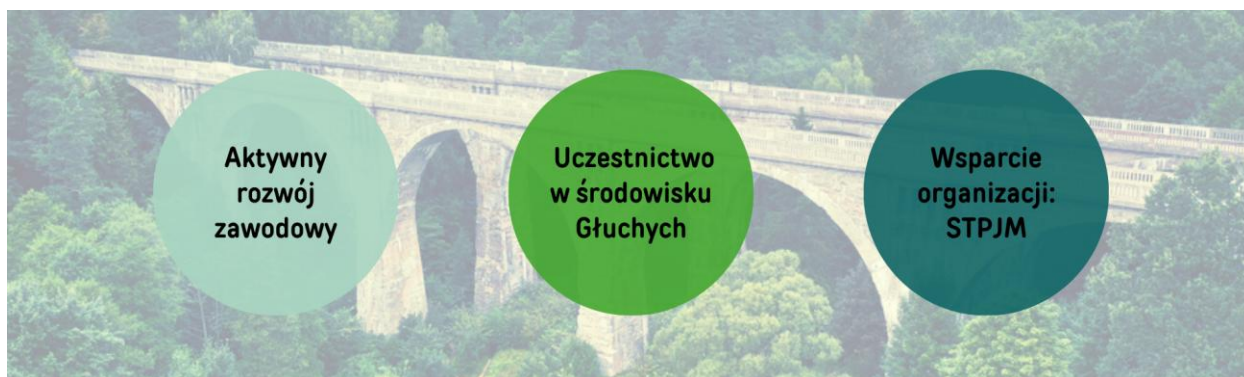 Aktywny
rozwój
zawodowy
Uczestnictwo
w środowisku
Głuchych
Wsparcie
organizacji:
STPJM